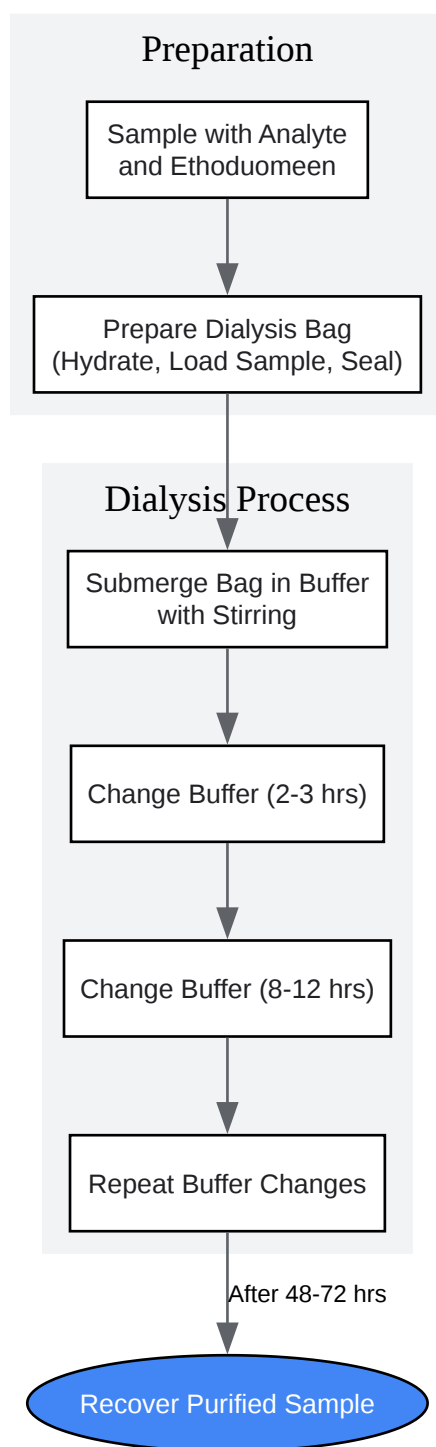 Preparation
Sample with Analyte
and Ethoduomeen
Prepare Dialysis Bag
(Hydrate, Load Sample, Seal)
Dialysis Process
Submerge Bag in Buffer
with Stirring
Change Buffer (2-3 hrs)
Change Buffer (8-12 hrs)
Repeat Buffer Changes
After 48-72 hrs
Recover Purified Sample